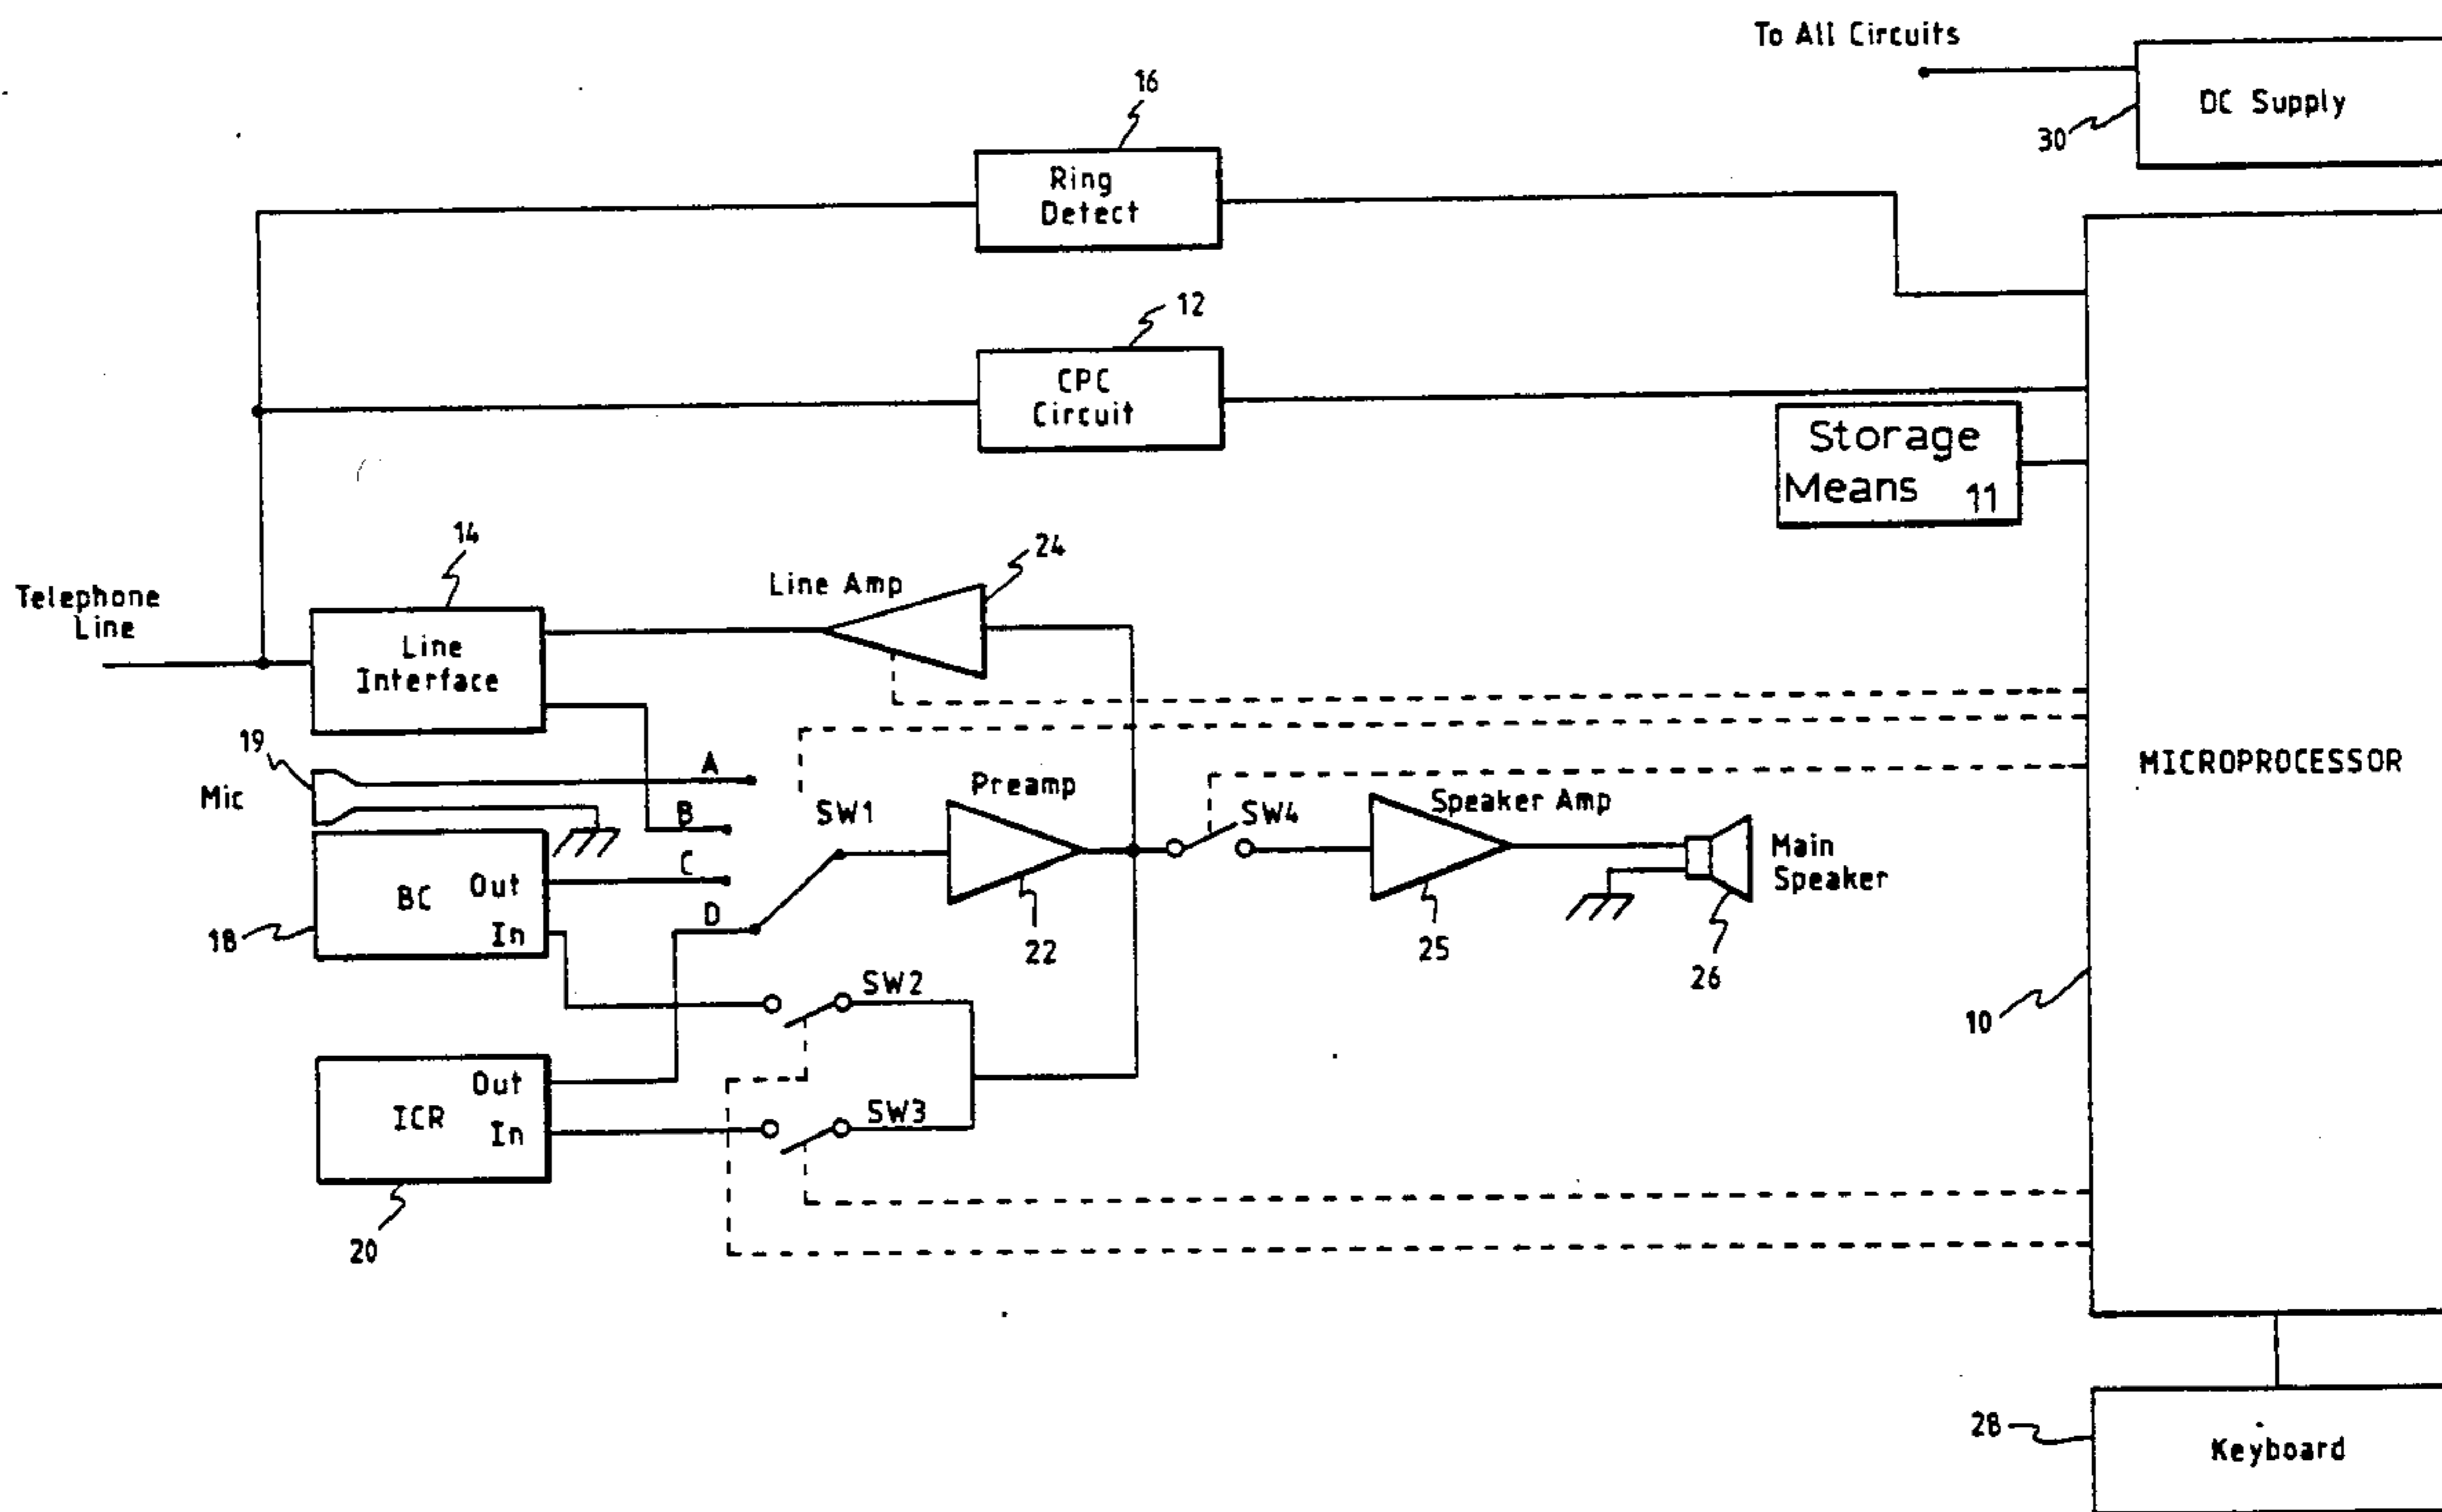 To All Circuits
DC Supply
30
16
Ring
Detect
12
CPC
Circuit
Storage
Means 11
14
Line Amp
24
Telephone
Line
Line
Interface
MICROPROCESSOR
10
19
Mic
A
B
C
D
SW1
Preamp
22
SW4
Speaker Amp
25
Main
Speaker
26
BC
Out
In
18
SW2
ICR
Out
In
20
SW3
28
Keyboard